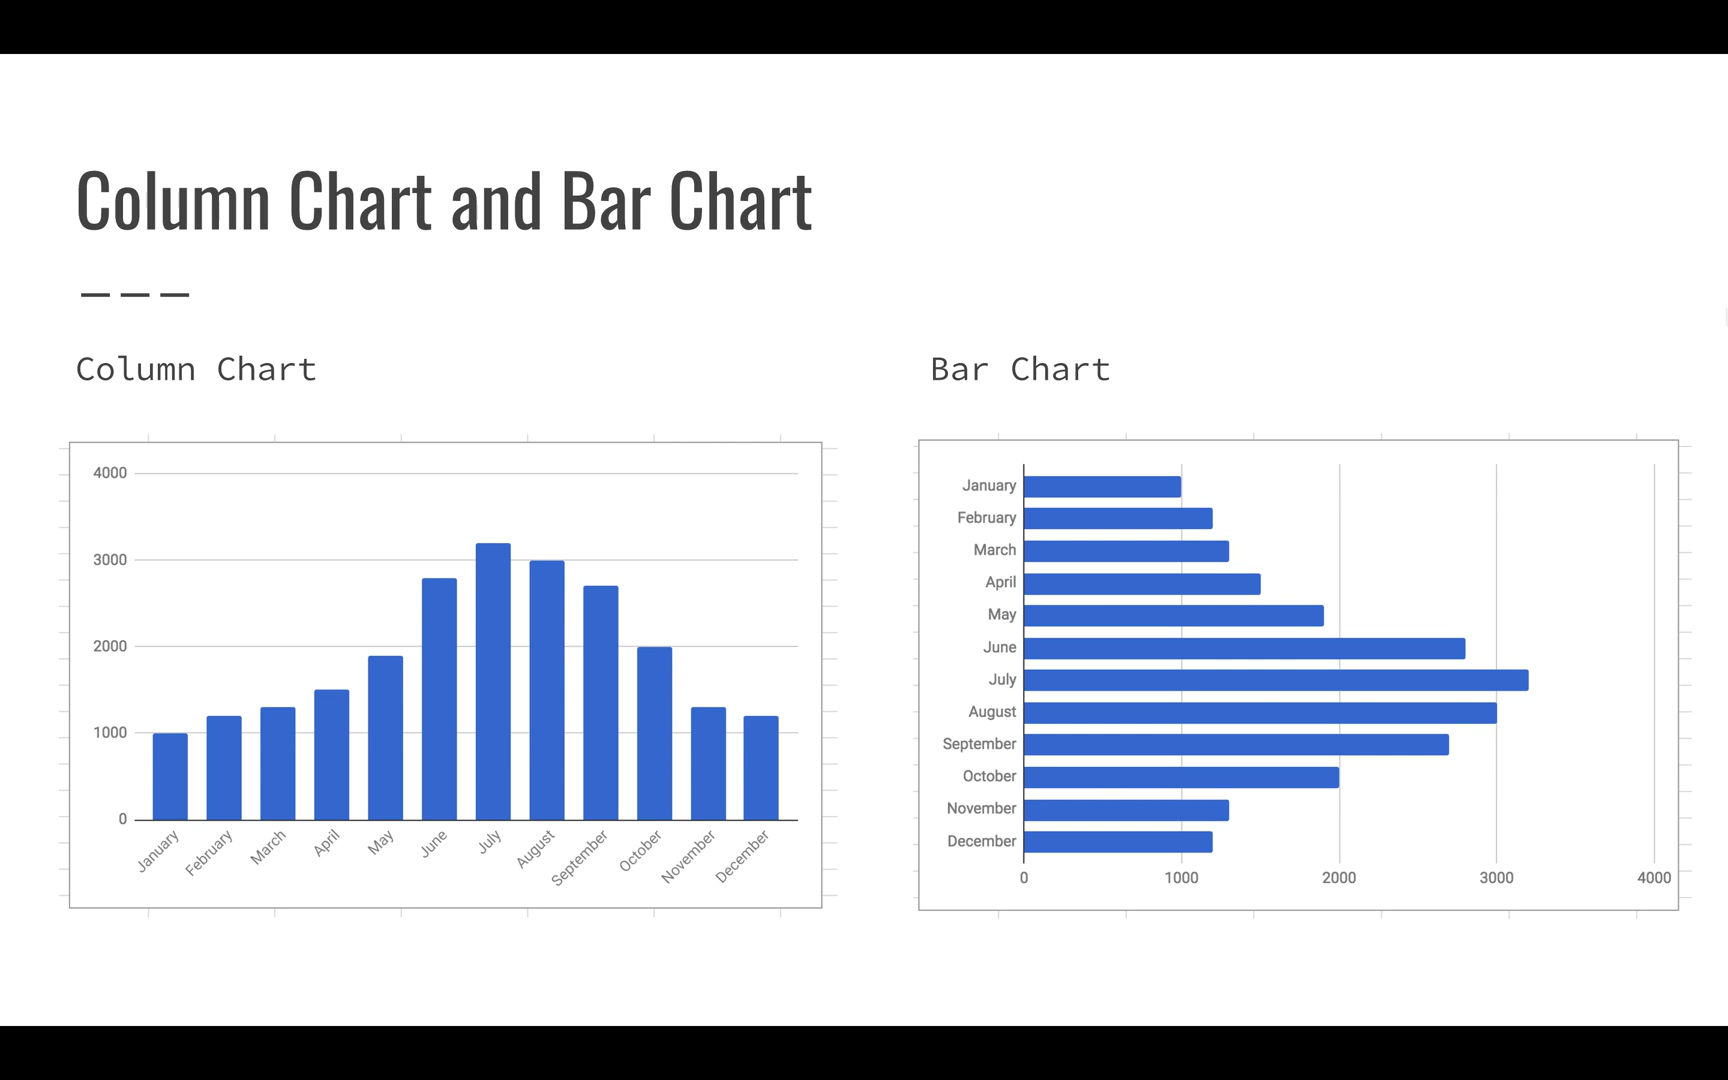 Column Chart and Bar Chart
Column Chart
4000
3000
2000
1000
0
January
February
March
April
May
June
July
August
September
October
November
December
Bar Chart
January
February
March
April
May
June
July
August
September
October
November
December
0 1000 2000 3000 4000